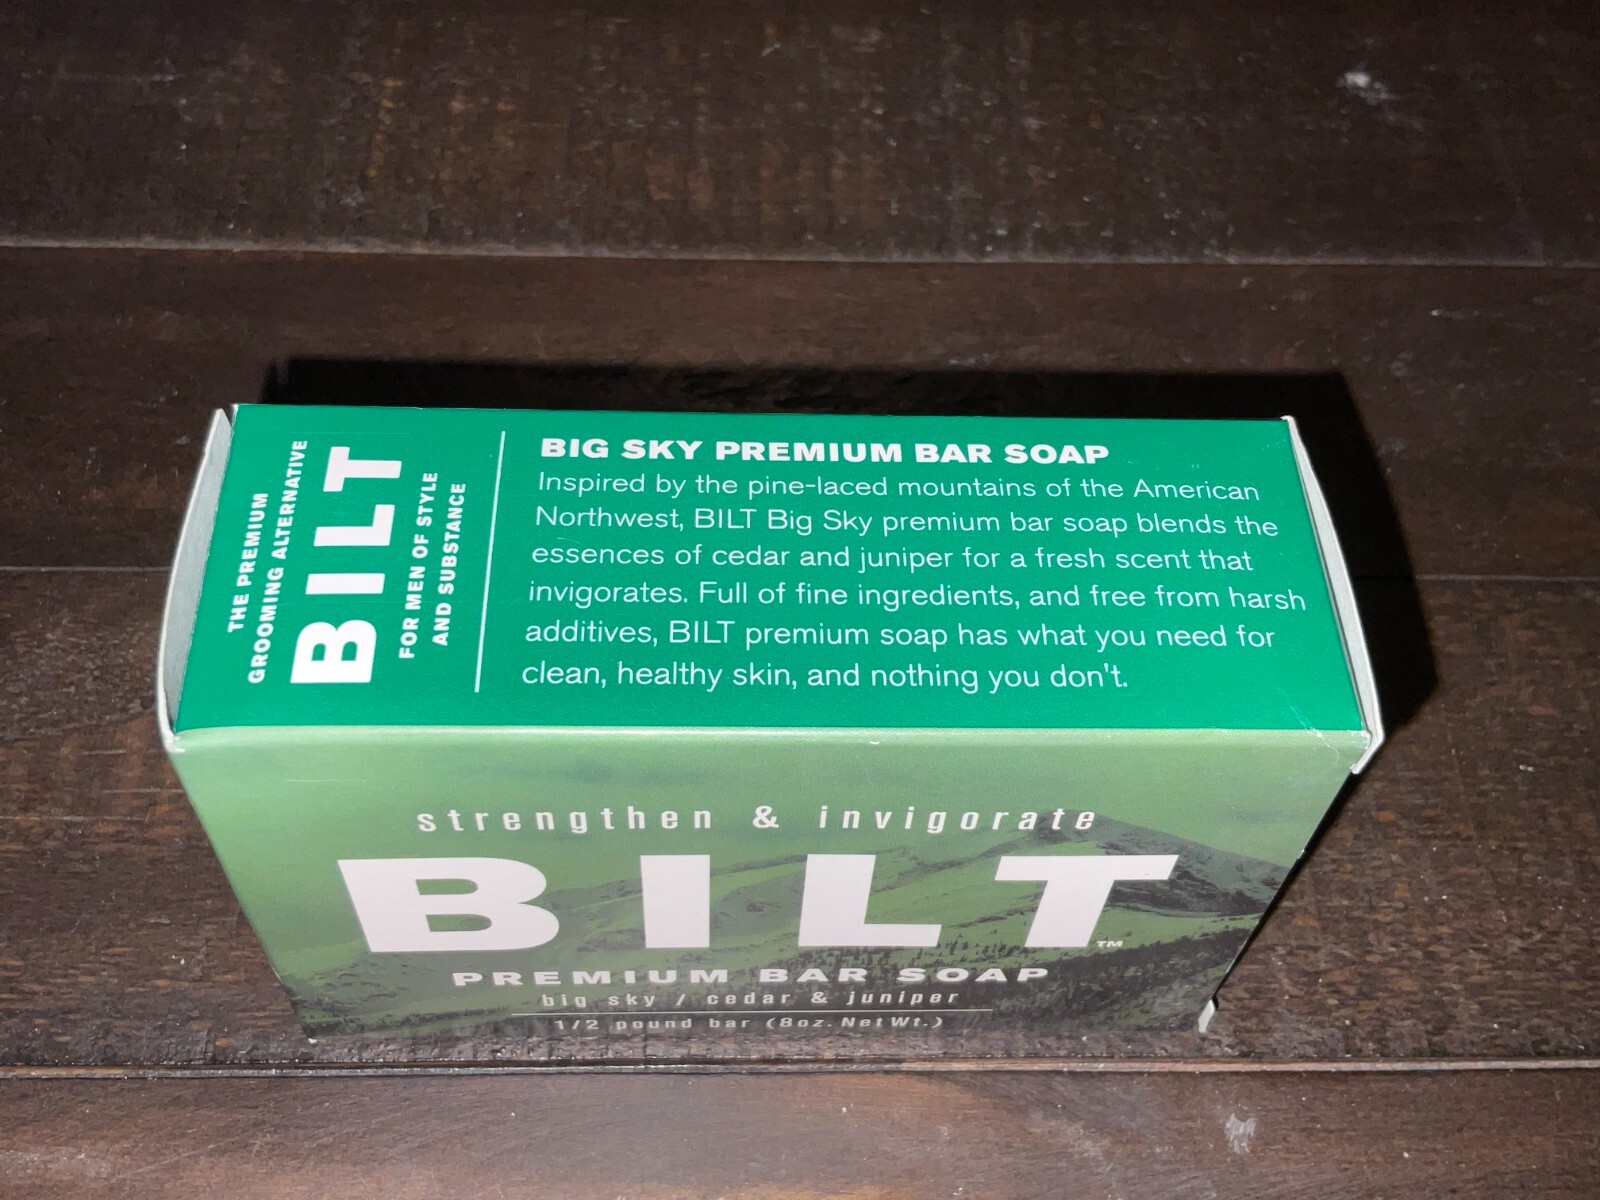 THE PREMIUM
GROOMING ALTERNATIVE
BILT
FOR MEN OF STYLE
AND SUBSTANCE
BIG SKY PREMIUM BAR SOAP
Inspired by the pine-laced mountains of the American
Northwest, BILT Big Sky premium bar soap blends the
essences of cedar and juniper for a fresh scent that
invigorates. Full of fine ingredients, and free from harsh
additives, BILT premium soap has what you need for
clean, healthy skin, and nothing you don't.
strengthen & invigorate
BILT™
PREMIUM BAR SOAP
big sky / cedar & juniper
1/2 pound bar (8oz. Net Wt.)